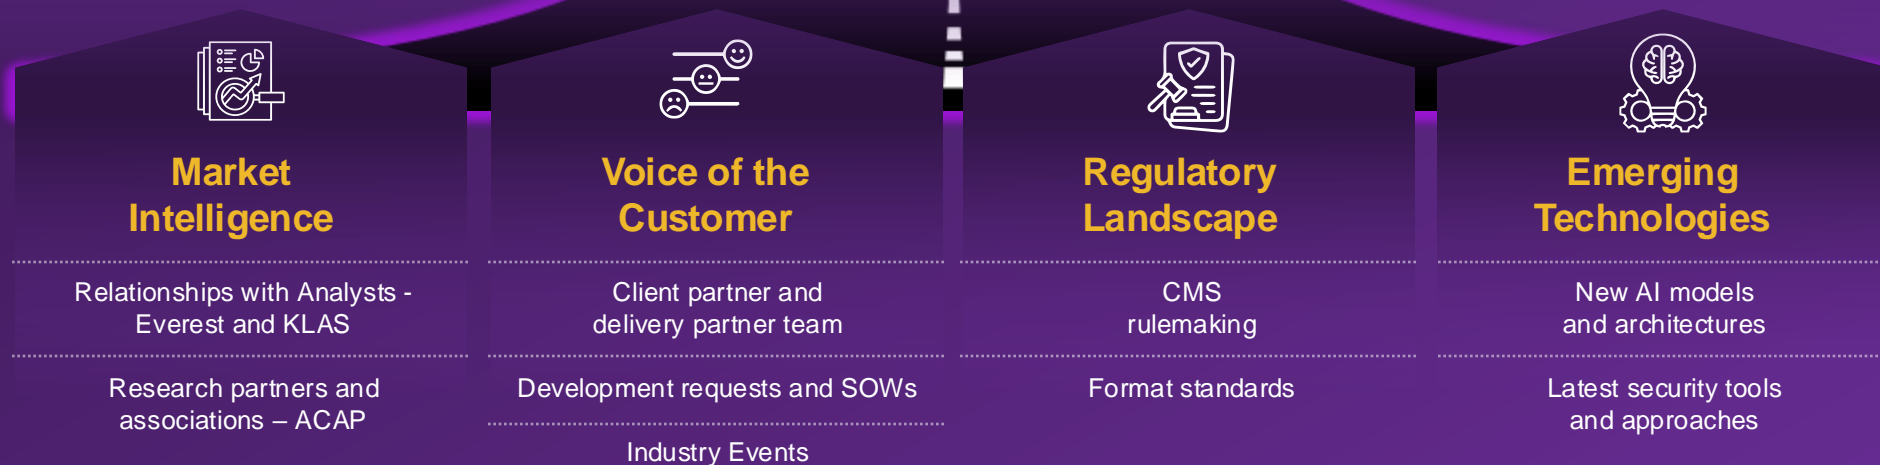 Market
Intelligence
Relationships with Analysts -
Everest and KLAS
Research partners and
associations – ACAP
Voice of the
Customer
Client partner and
delivery partner team
Development requests and SOWs
Industry Events
Regulatory
Landscape
CMS
rulemaking
Format standards
Emerging
Technologies
New AI models
and architectures
Latest security tools
and approaches